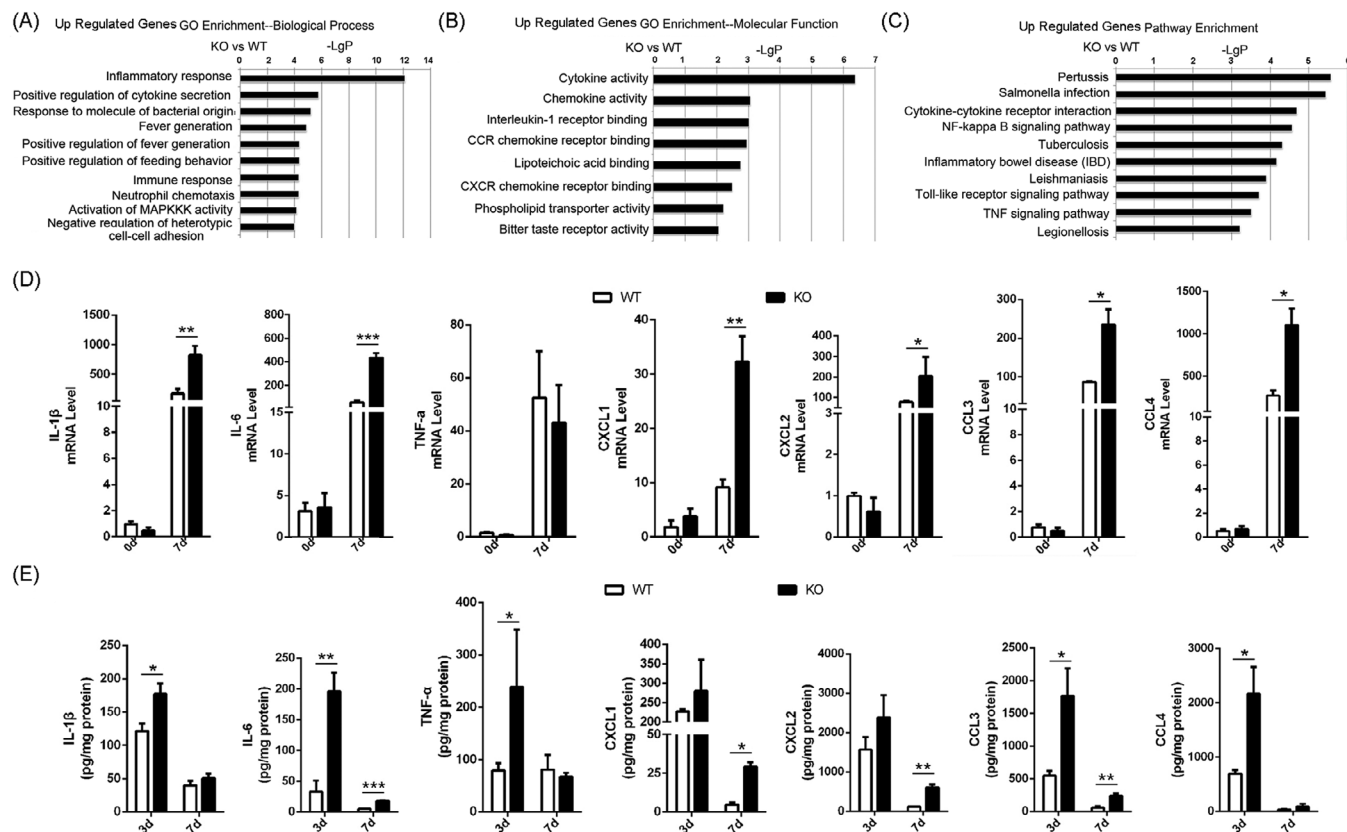 (A)
Up Regulated Genes GO Enrichment--Biological Process
KO vs WT -LgP
0 2 4 6 8 10 12 14
Inflammatory response
Positive regulation of cytokine secretion
Response to molecule of bacterial origin
Fever generation
Positive regulation of fever generation
Positive regulation of feeding behavior
Immune response
Neutrophil chemotaxis
Activation of MAPKKK activity
Negative regulation of heterotypic
cell-cell adhesion
(B)
Up Regulated Genes GO Enrichment--Molecular Function
KO vs WT -LgP
0 1 2 3 4 5 6 7
Cytokine activity
Chemokine activity
Interleukin-1 receptor binding
CCR chemokine receptor binding
Lipoteichoic acid binding
CXCR chemokine receptor binding
Phospholipid transporter activity
Bitter taste receptor activity
(C)
Up Regulated Genes Pathway Enrichment
KO vs WT -LgP
0 1 2 3 4 5 6
Pertussis
Salmonella infection
Cytokine-cytokine receptor interaction
NF-kappa B signaling pathway
Tuberculosis
Inflammatory bowel disease (IBD)
Leishmaniasis
Toll-like receptor signaling pathway
TNF signaling pathway
Legionellosis
(D)
WT KO
IL-1β
mRNA Level
1500
1000
500
10
8
6
4
2
0
**
0d 7d
IL-6
mRNA Level
800
600
400
200
15
10
5
0
***
0d 7d
TNF-a
mRNA Level
80
60
40
20
0
0d 7d
CXCL1
mRNA Level
40
30
20
10
0
**
0d 7d
CXCL2
mRNA Level
400
300
200
100
3
2
1
0
*
0d 7d
CCL3
mRNA Level
300
200
100
10
8
6
4
2
0
*
0d 7d
CCL4
mRNA Level
1500
1000
500
10
8
6
4
2
0
*
0d 7d
(E)
WT KO
IL-1β
(pg/mg protein)
250
200
150
100
50
0
*
3d 7d
IL-6
(pg/mg protein)
250
200
150
100
50
0
**
***
3d 7d
TNF-α
(pg/mg protein)
400
300
200
100
0
*
3d 7d
CXCL1
(pg/mg protein)
400
350
300
250
200
50
25
0
*
3d 7d
CXCL2
(pg/mg protein)
4000
3000
2000
1000
0
**
3d 7d
CCL3
(pg/mg protein)
2500
2000
1500
1000
500
0
*
**
3d 7d
CCL4
(pg/mg protein)
3000
2000
1000
0
*
3d 7d